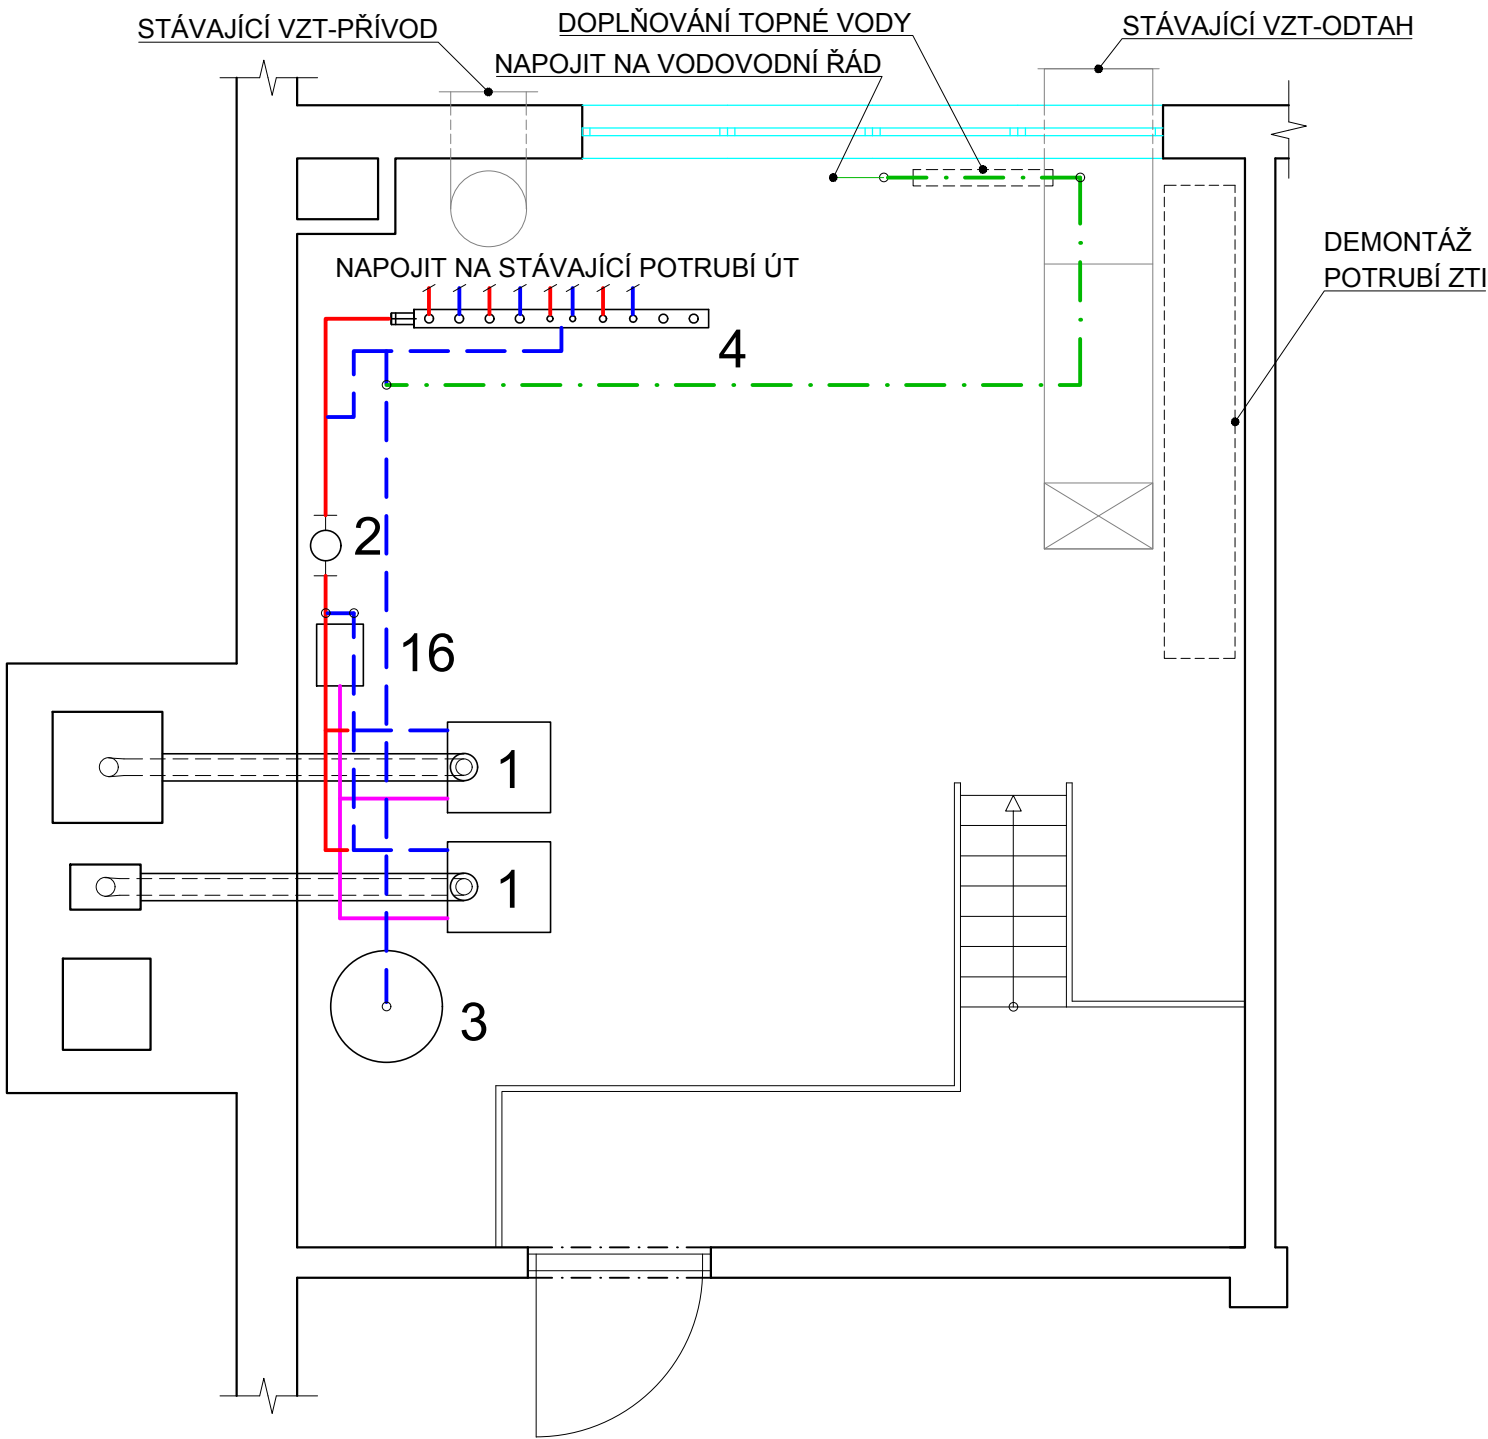 STÁVAJÍCÍ VZT-PŘÍVOD
DOPLŇOVÁNÍ TOPNÉ VODY
STÁVAJÍCÍ VZT-ODTAH
NAPOJIT NA VODOVODNÍ ŘÁD
DEMONTÁŽ
POTRUBÍ ZTI
NAPOJIT NA STÁVAJÍCÍ POTRUBÍ ÚT
4
2
16
1
1
3